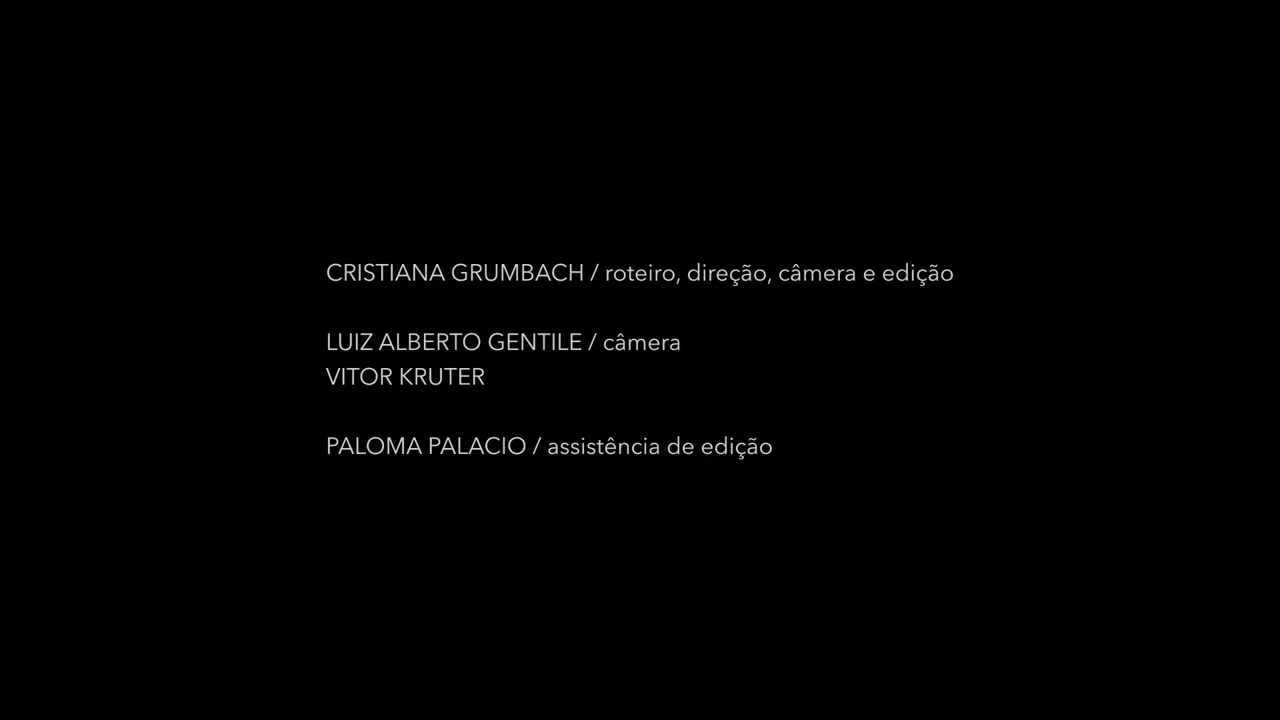 CRISTIANA GRUMBACH / roteiro, direção, câmera e edição
LUIZ ALBERTO GENTILE / câmera
VITOR KRUTER
PALOMA PALACIO / assistência de edição